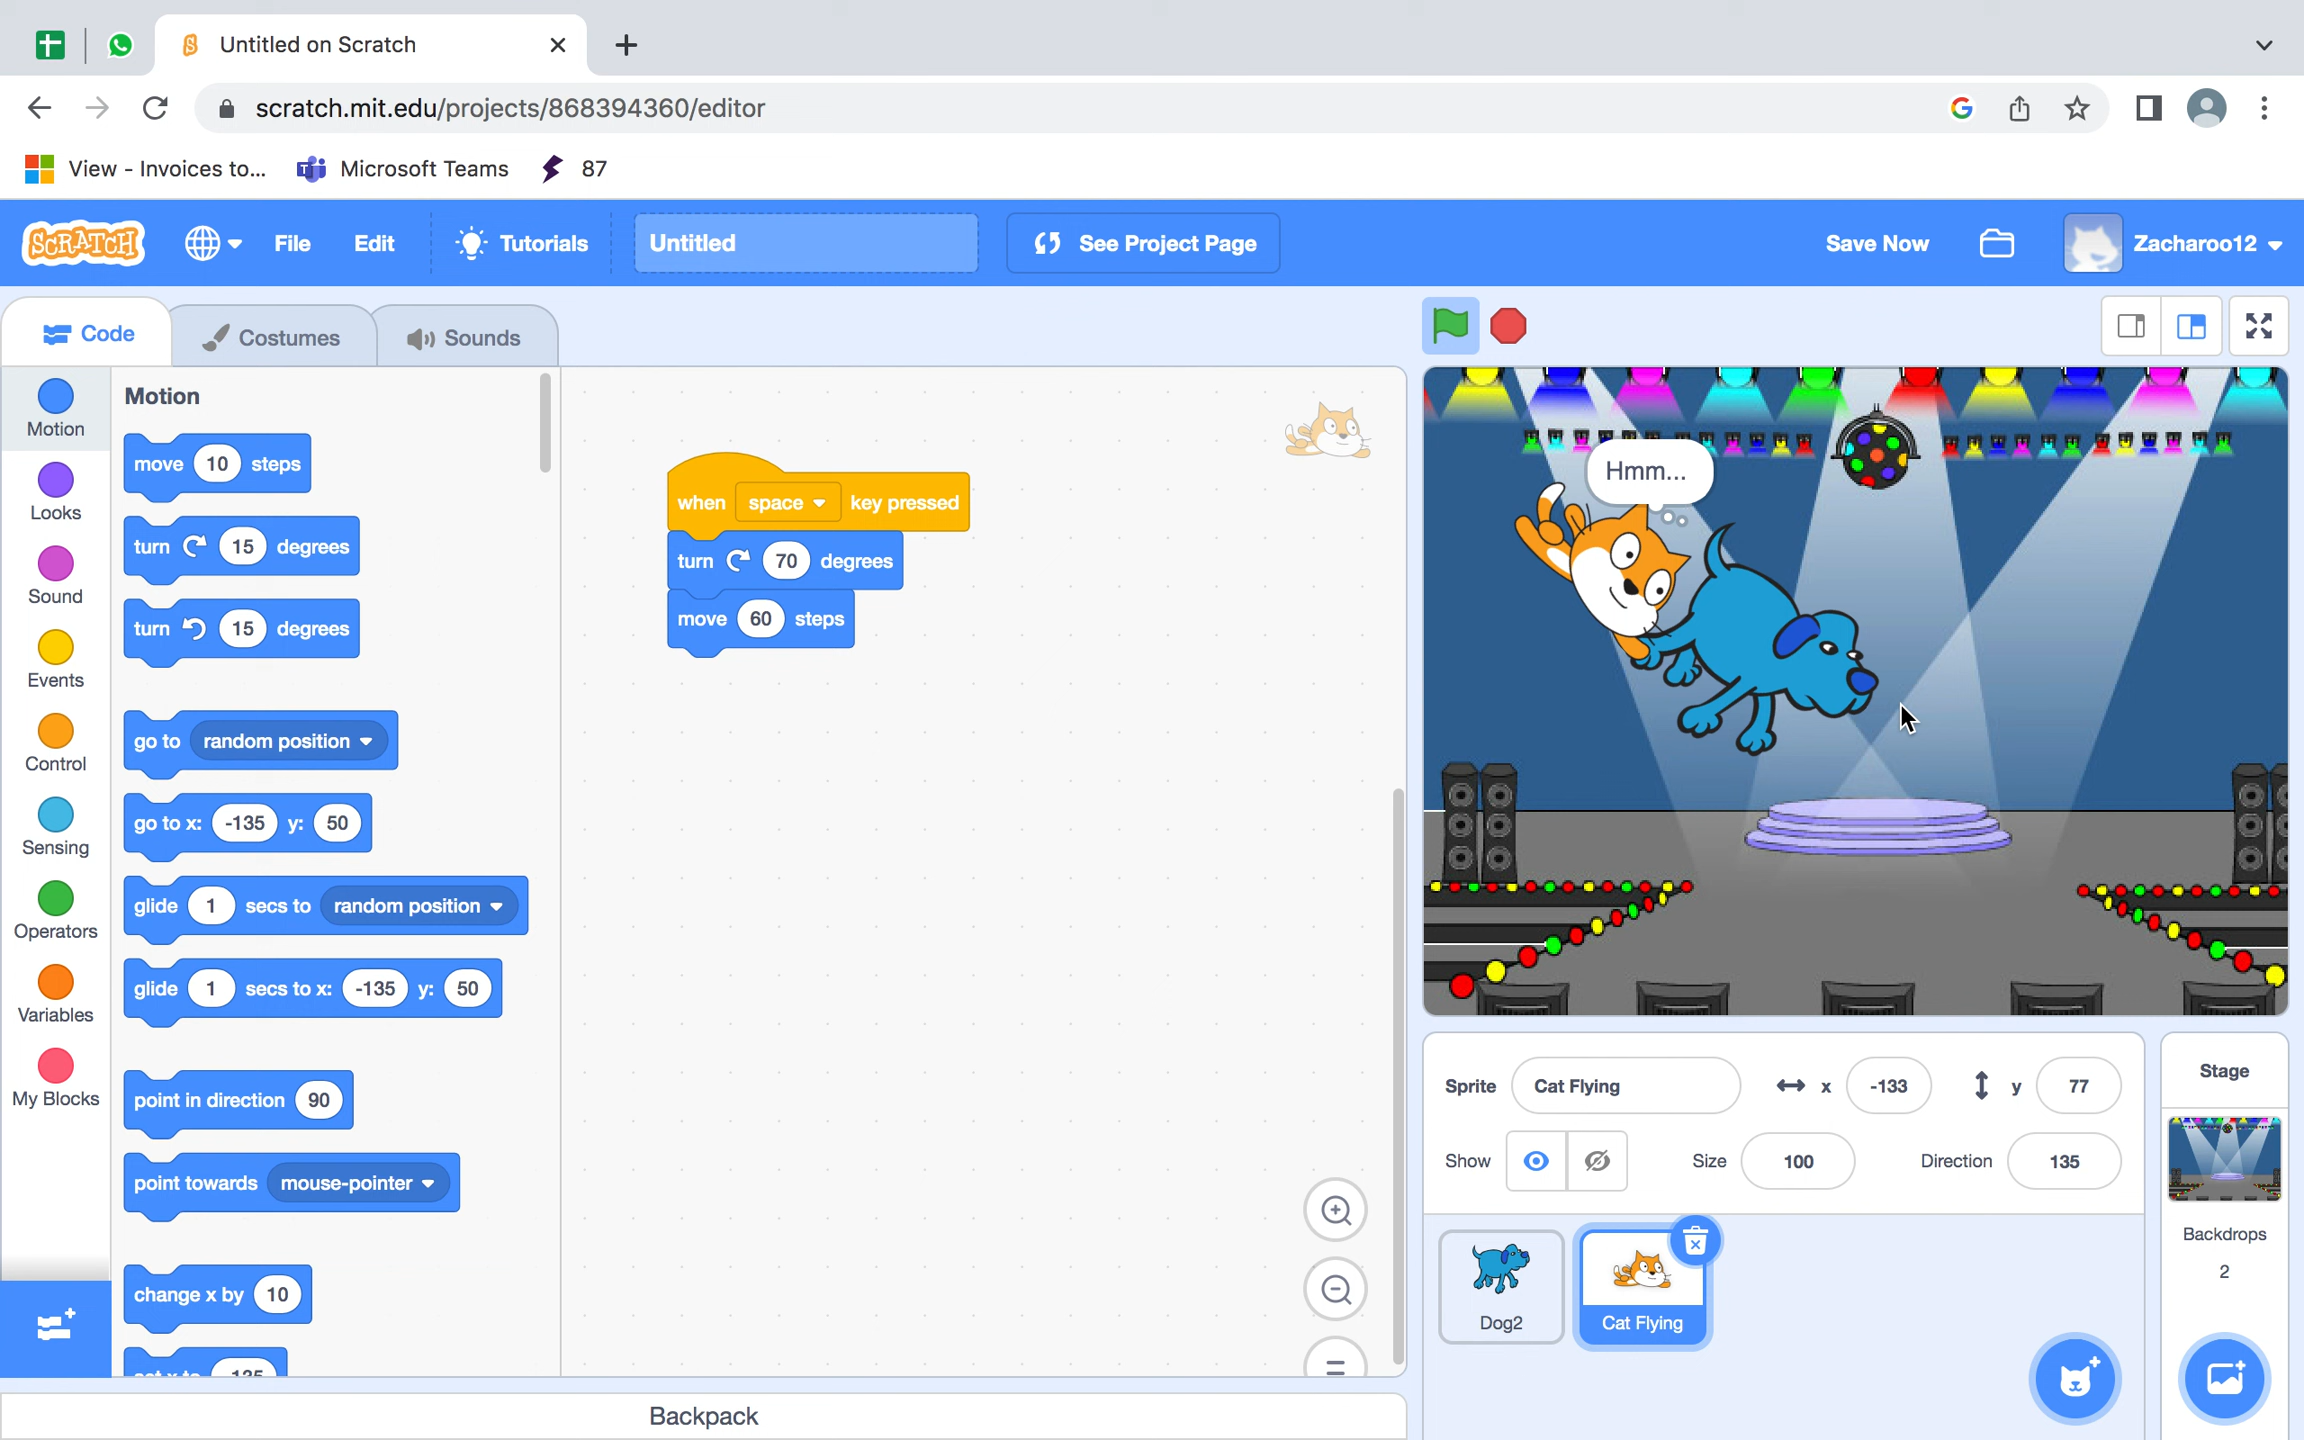 Untitled on Scratch
scratch.mit.edu/projects/868394360/editor
View - Invoices to...
Microsoft Teams
87
SCRATCH
File
Edit
Tutorials
Untitled
See Project Page
Save Now
Zacharoo12
Code
Costumes
Sounds
Motion
Looks
Sound
Events
Control
Sensing
Operators
Variables
My Blocks
Motion
move 10 steps
turn 15 degrees
turn 15 degrees
go to random position
go to x: -135 y: 50
glide 1 secs to random position
glide 1 secs to x: -135 y: 50
point in direction 90
point towards mouse-pointer
change x by 10
when space key pressed
turn 70 degrees
move 60 steps
Hmm...
Sprite Cat Flying x -133 y 77
Show Size 100 Direction 135
Dog2
Cat Flying
Stage
Backdrops
2
Backpack